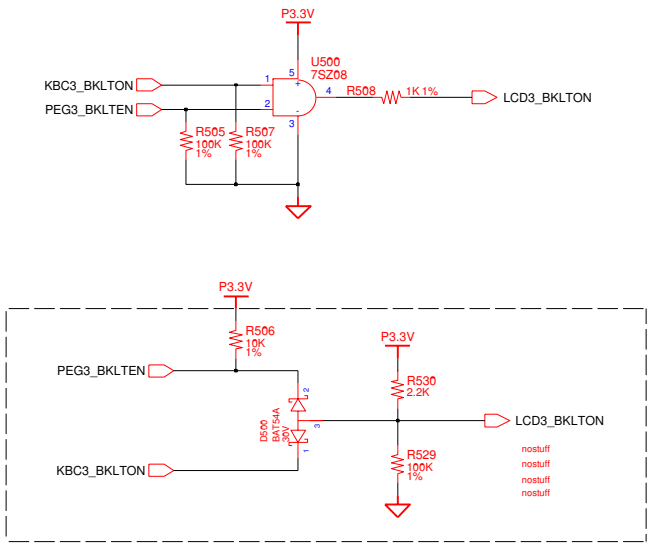 P3.3V
U500
7SZ08
5
+
KBC3_BKLTON
1
4
R508
1K 1%
LCD3_BKLTON
PEG3_BKLTEN
2
-
3
R505
100K
1%
R507
100K
1%
P3.3V
R506
10K
1%
P3.3V
PEG3_BKLTEN
2
R530
2.2K
D500
BAT54A
30V
3
LCD3_BKLTON
1
R529
100K
1%
KBC3_BKLTON
nostuff
nostuff
nostuff
nostuff